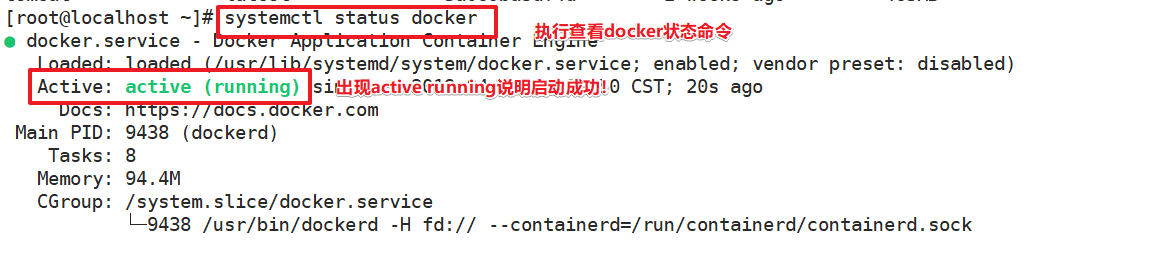 [root@localhost ~]# systemctl status docker
执行查看docker状态命令
● docker.service - Docker Application Container Engine
Loaded: loaded (/usr/lib/systemd/system/docker.service; enabled; vendor preset: disabled)
Active: active (running) CST; 20s ago
出现active running说明启动成功!
Docs: https://docs.docker.com
Main PID: 9438 (dockerd)
Tasks: 8
Memory: 94.4M
CGroup: /system.slice/docker.service
└─9438 /usr/bin/dockerd -H fd:// --containerd=/run/containerd/containerd.sock